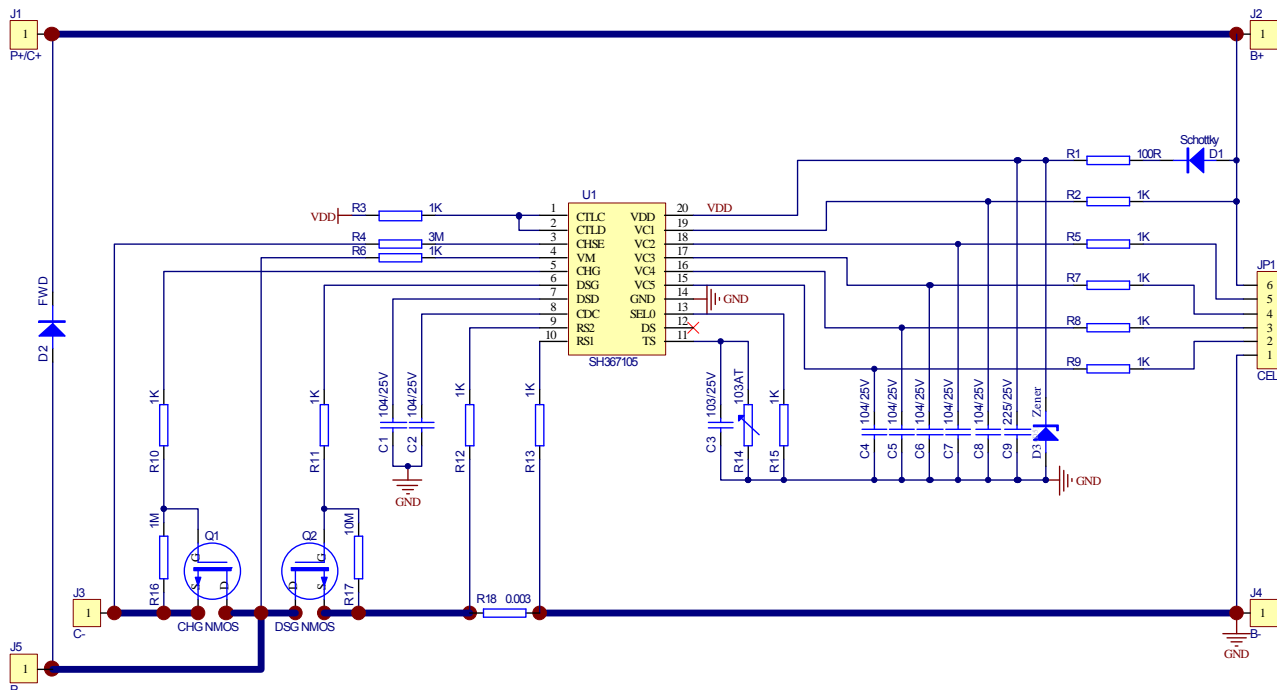 J1
1
P+/C+
J2
1
B+
Schottky
R1
100R
D1
U1
R2
1K
VDD
R3
1K
1
CTLC
VDD
20
VDD
2
CTLD
VC1
19
R4
3M
3
CHSE
VC2
18
R5
1K
R6
1K
4
VM
VC3
17
JP1
5
CHG
VC4
16
R7
1K
6
6
DSG
VC5
15
5
7
DSD
GND
14
GND
4
8
CDC
SEL0
13
R8
1K
3
9
RS2
DS
12
2
10
RS1
TS
11
1
SH367105
R9
1K
CEL
FWD
D2
1K
R10
1K
R11
104/25V
C1
104/25V
C2
1K
R12
1K
R13
103/25V
C3
103AT
R14
1K
R15
104/25V
C4
104/25V
C5
104/25V
C6
104/25V
C7
104/25V
C8
225/25V
C9
Zener
D3
GND
GND
1M
R16
Q1
G
S
D
Q2
G
D
S
10M
R17
J3
1
C-
CHG NMOS
DSG NMOS
R18
0.003
J4
1
B-
GND
J5
1